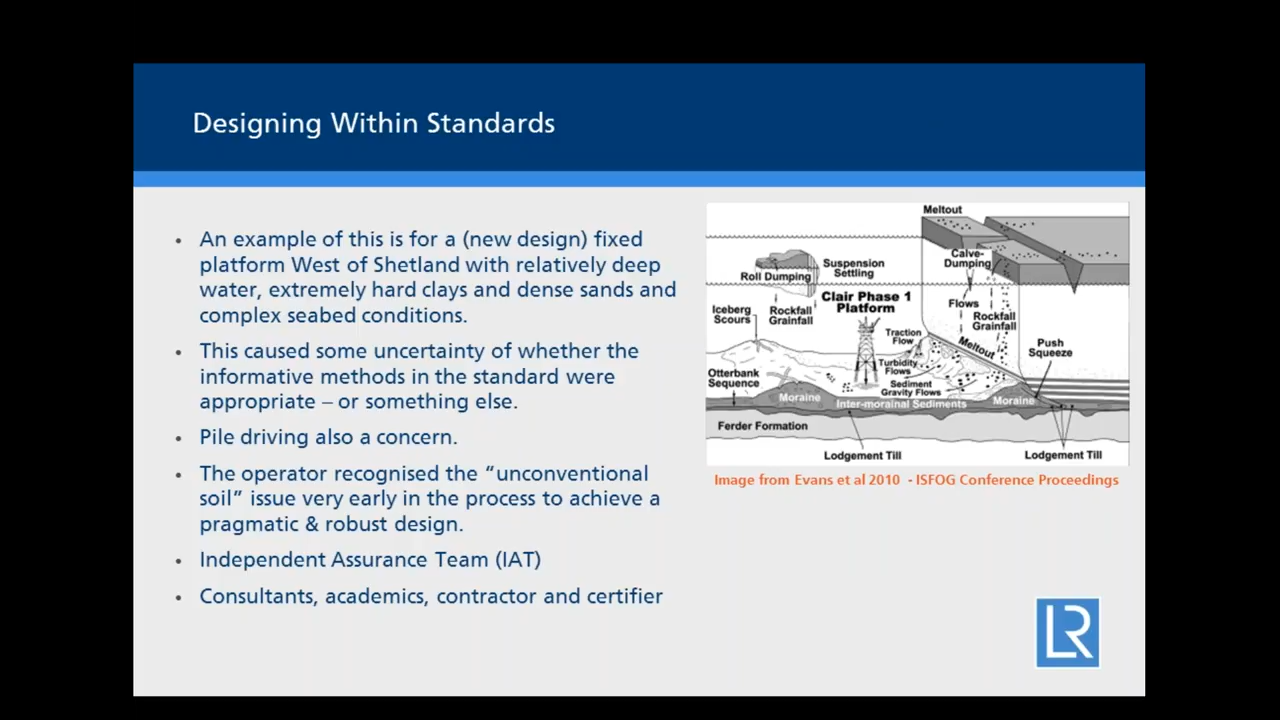 Designing Within Standards
• An example of this is for a (new design) fixed
platform West of Shetland with relatively deep
water, extremely hard clays and dense sands and
complex seabed conditions.
• This caused some uncertainty of whether the
informative methods in the standard were
appropriate – or something else.
• Pile driving also a concern.
• The operator recognised the “unconventional
soil” issue very early in the process to achieve a
pragmatic & robust design.
• Independent Assurance Team (IAT)
• Consultants, academics, contractor and certifier
Meltout
Calve-
Dumping
Roll Dumping
Suspension
Settling
Clair Phase 1
Platform
Flows
Iceberg
Scours
Rockfall
Grainfall
Rockfall
Grainfall
Traction
Flow
Meltout
Push
Squeeze
Turbidity
Flows
Otterbank
Sequence
Sediment
Gravity Flows
Moraine
Inter-morainal Sediments
Moraine
Ferder Formation
Lodgement Till
Lodgement Till
Image from Evans et al 2010 - ISFOG Conference Proceedings
LR